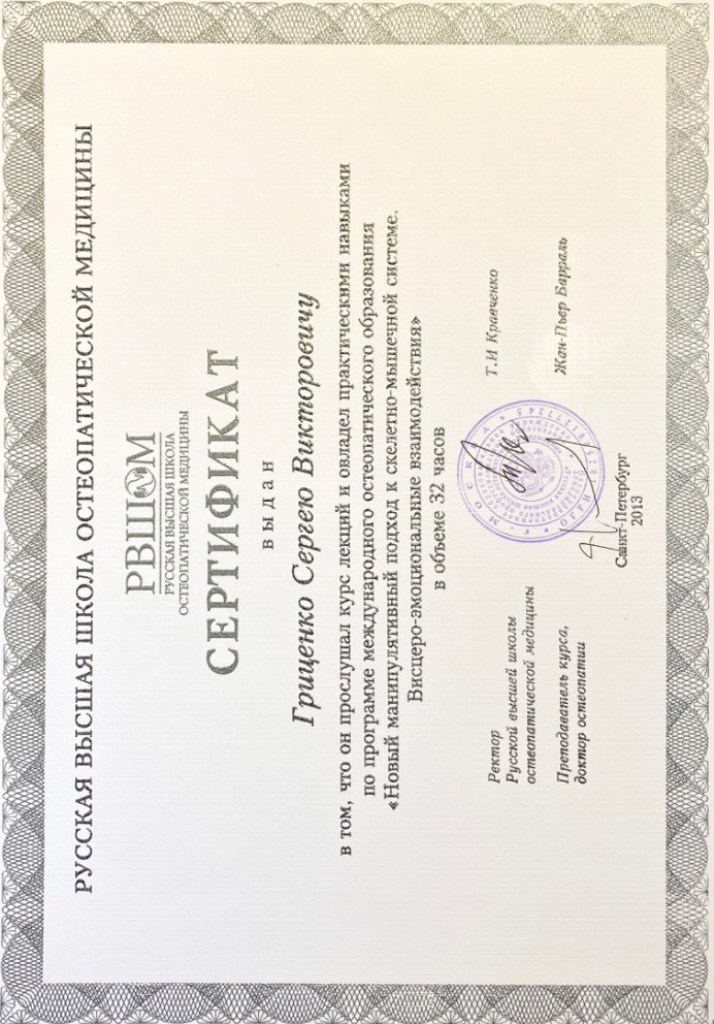 РУССКАЯ ВЫСШАЯ ШКОЛА ОСТЕОПАТИЧЕСКОЙ МЕДИЦИНЫ
РВШОМ
РУССКАЯ ВЫСШАЯ ШКОЛА
ОСТЕОПАТИЧЕСКОЙ МЕДИЦИНЫ
СЕРТИФИКАТ
выдан
Гриценко Сергею Викторовичу
в том, что он прослушал курс лекций и овладел практическими навыками
по программе международного остеопатического образования
«Новый манипулятивный подход к скелетно-мышечной системе.
Висцеро-эмоциональные взаимодействия»
в объеме 32 часов
Ректор
Русской высшей школы
остеопатической медицины
Т.И Кравченко
Преподаватель курса,
доктор остеопатии
Жан-Пьер Барраль
МОСКВА
Санкт-Петербург
2013